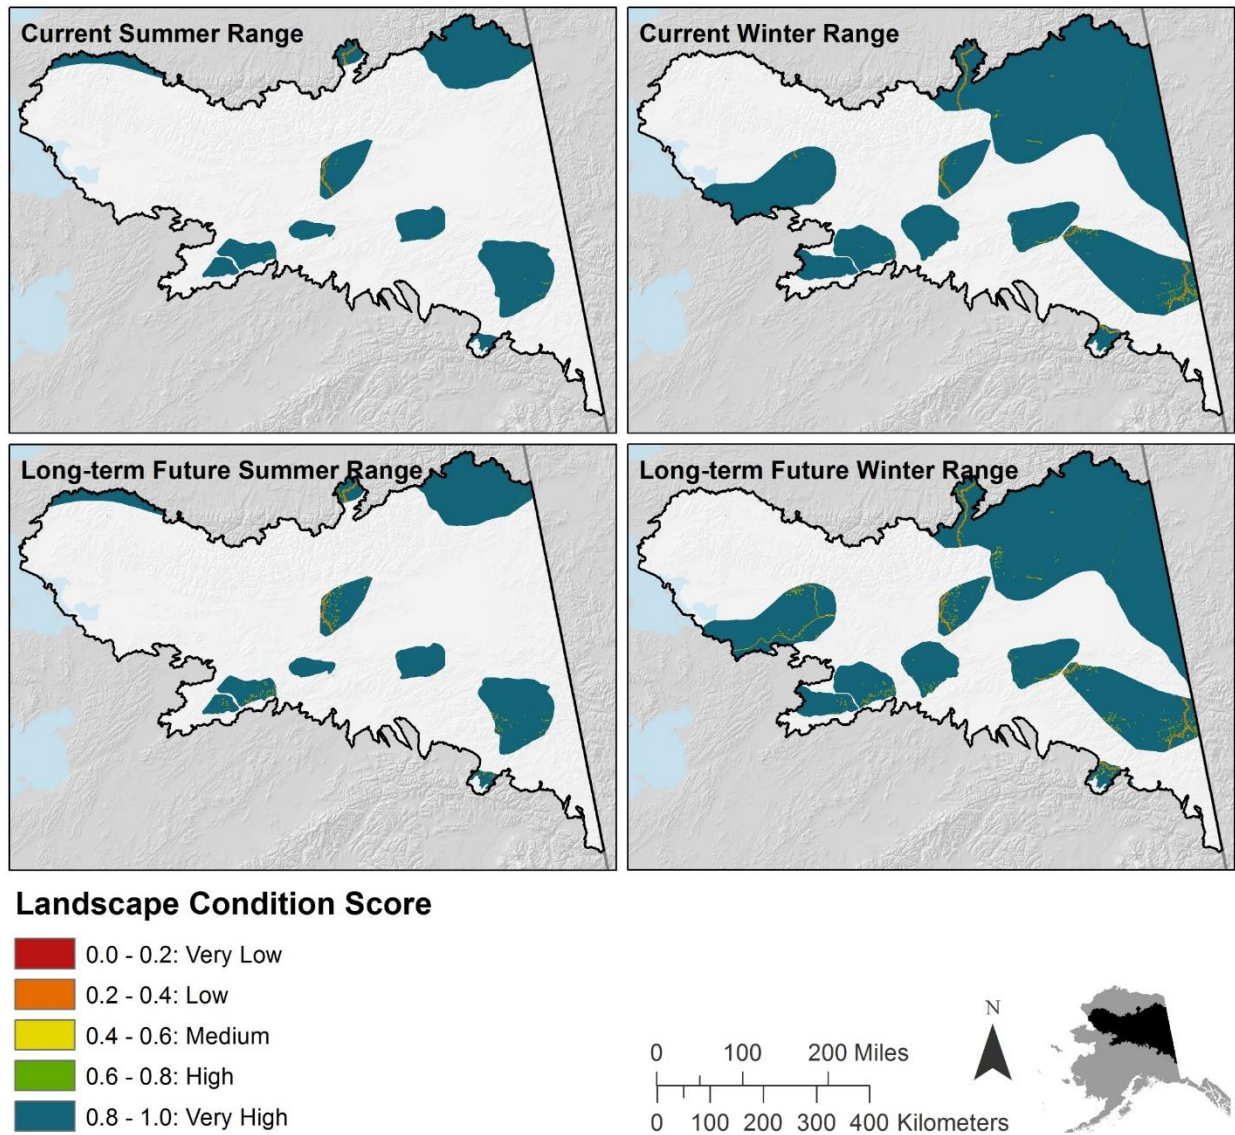 Current Summer Range
Current Winter Range
Long-term Future Summer Range
Long-term Future Winter Range
Landscape Condition Score
0.0 - 0.2: Very Low
0.2 - 0.4: Low
0.4 - 0.6: Medium
0.6 - 0.8: High
0.8 - 1.0: Very High
0 100 200 Miles
0 100 200 300 400 Kilometers
N